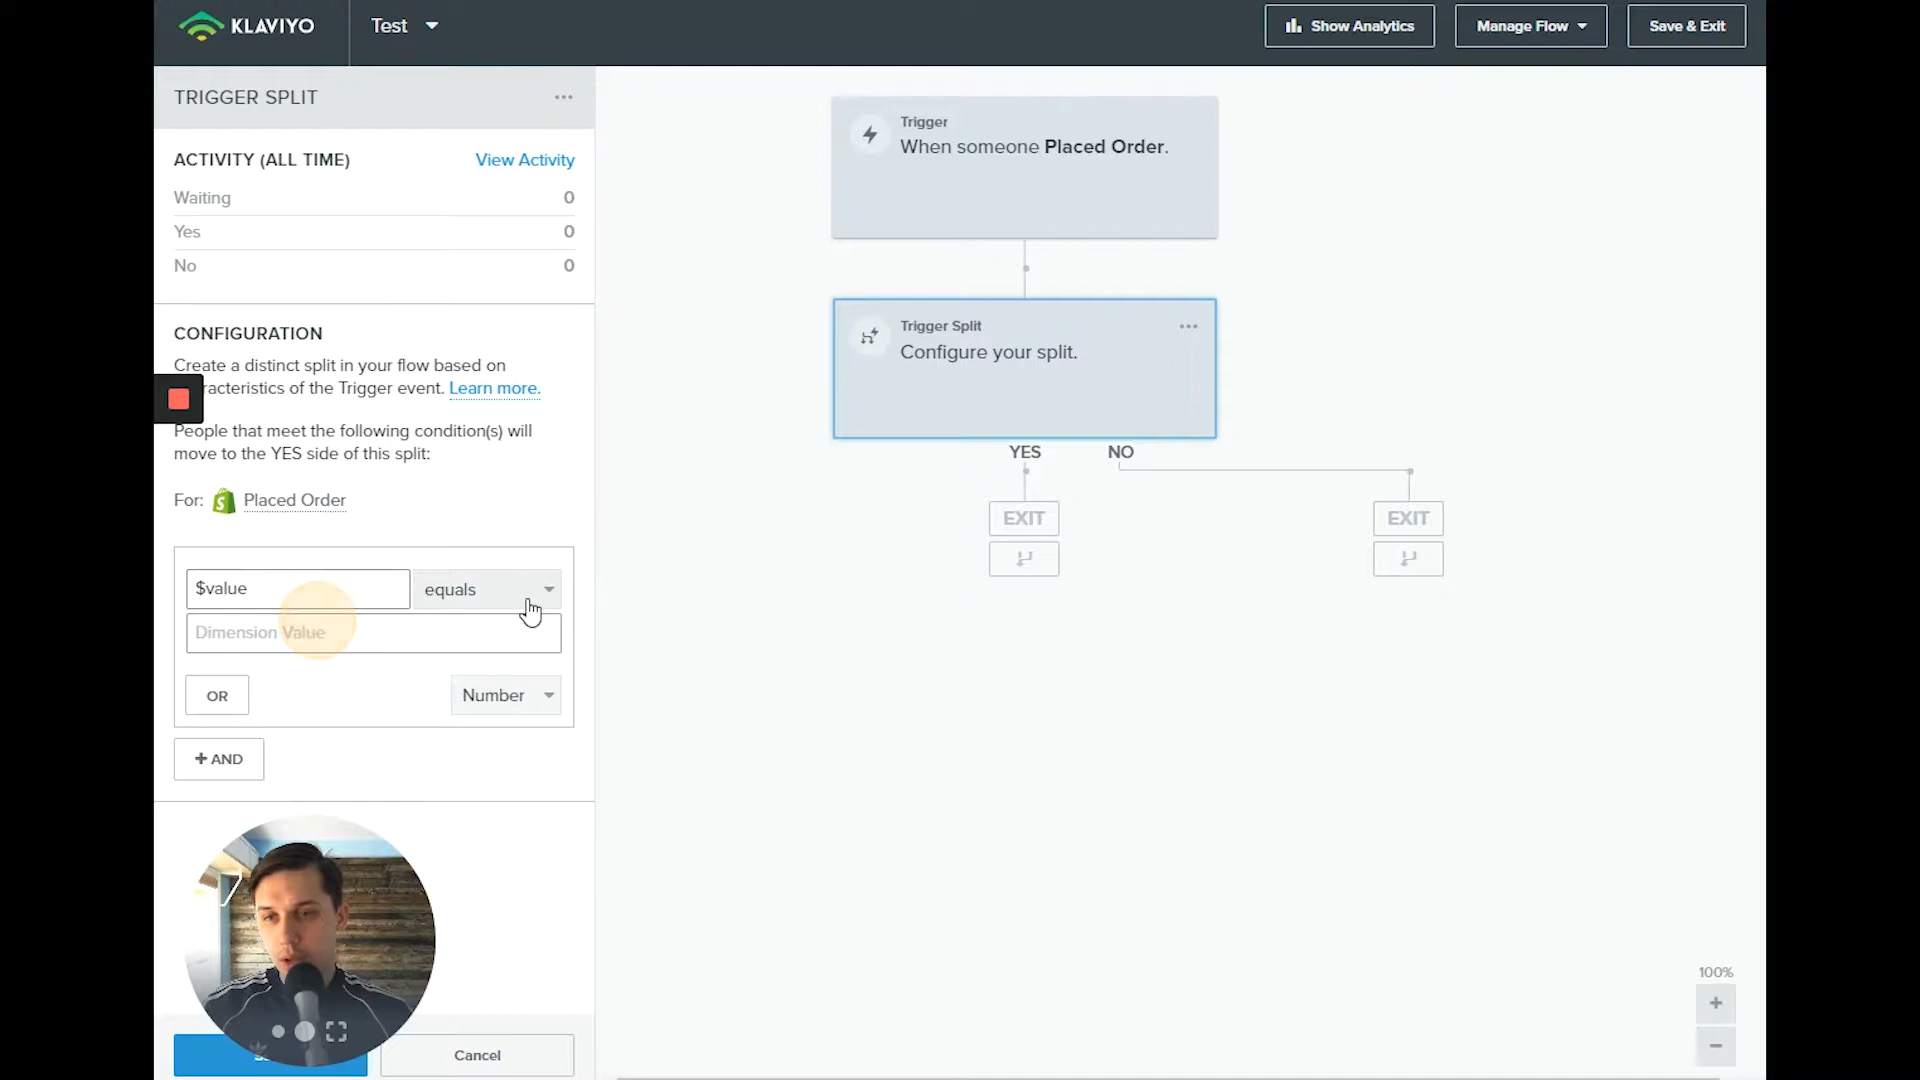 KLAVIYO
Test
Show Analytics
Manage Flow
Save & Exit
TRIGGER SPLIT
ACTIVITY (ALL TIME)
View Activity
Waiting
0
Yes
0
No
0
CONFIGURATION
Create a distinct split in your flow based on
racteristics of the Trigger event. Learn more.
People that meet the following condition(s) will
move to the YES side of this split:
For:
Placed Order
$value
equals
Dimension Value
OR
Number
+ AND
Cancel
Trigger
When someone Placed Order.
Trigger Split
Configure your split.
YES
NO
EXIT
EXIT
100%
+
−